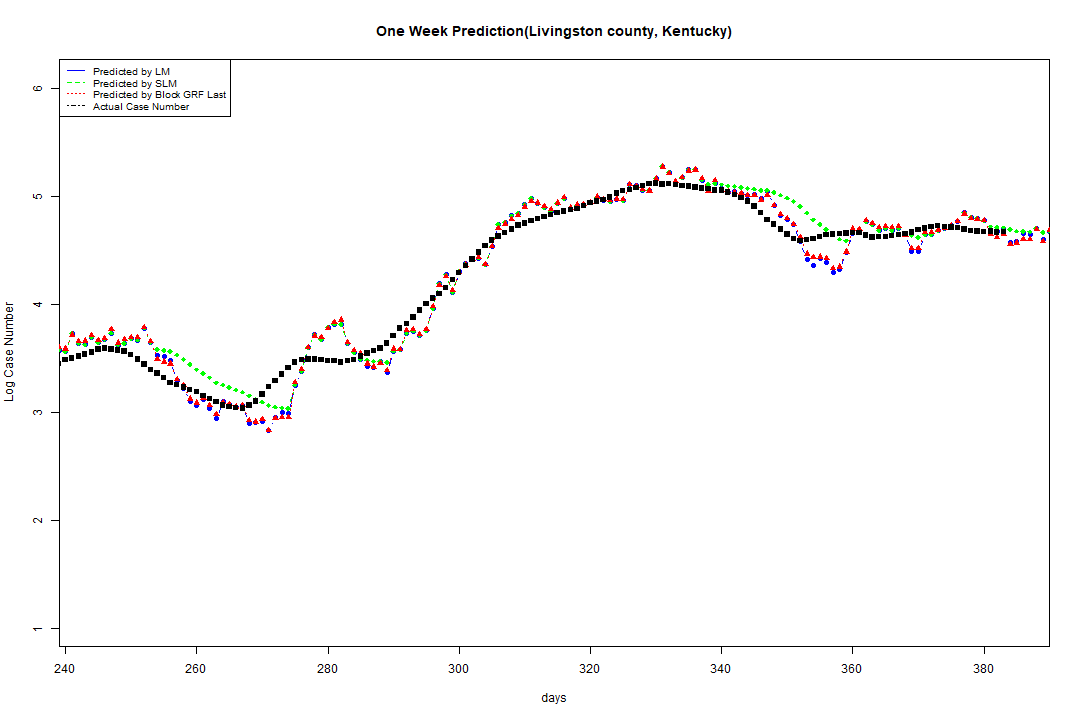 One Week Prediction(Livingston county, Kentucky)
Predicted by LM
Predicted by SLM
Predicted by Block GRF Last
Actual Case Number
Log Case Number
6
5
4
3
2
1
240 260 280 300 320 340 360 380
days